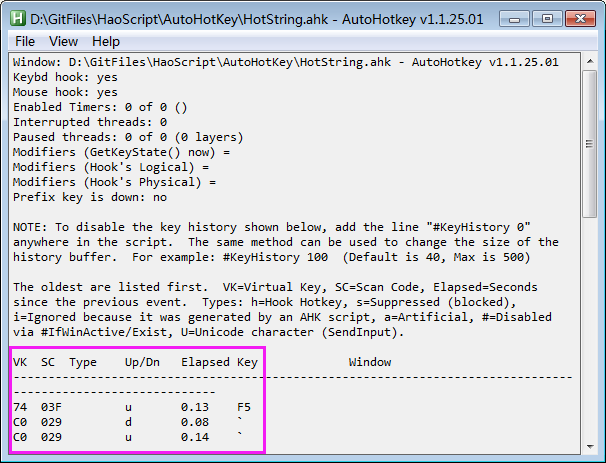 D:\GitFiles\HaoScript\AutoHotKey\HotString.ahk - AutoHotkey v1.1.25.01
File View Help
Window: D:\GitFiles\HaoScript\AutoHotKey\HotString.ahk - AutoHotkey v1.1.25.01
Keybd hook: yes
Mouse hook: yes
Enabled Timers: 0 of 0 ()
Interrupted threads: 0
Paused threads: 0 of 0 (0 layers)
Modifiers (GetKeyState() now) =
Modifiers (Hook's Logical) =
Modifiers (Hook's Physical) =
Prefix key is down: no
NOTE: To disable the key history shown below, add the line "#KeyHistory 0"
anywhere in the script.  The same method can be used to change the size of the
history buffer.  For example: #KeyHistory 100  (Default is 40, Max is 500)
The oldest are listed first.  VK=Virtual Key, SC=Scan Code, Elapsed=Seconds
since the previous event.  Types: h=Hook Hotkey, s=Suppressed (blocked),
i=Ignored because it was generated by an AHK script, a=Artificial, #=Disabled
via #IfWinActive/Exist, U=Unicode character (SendInput).
VK  SC  Type    Up/Dn   Elapsed Key             Window
--------------------------------------------------------------------------------
-----------------------------
74  03F         u       0.13    F5
C0  029         d       0.08    `
C0  029         u       0.14    `